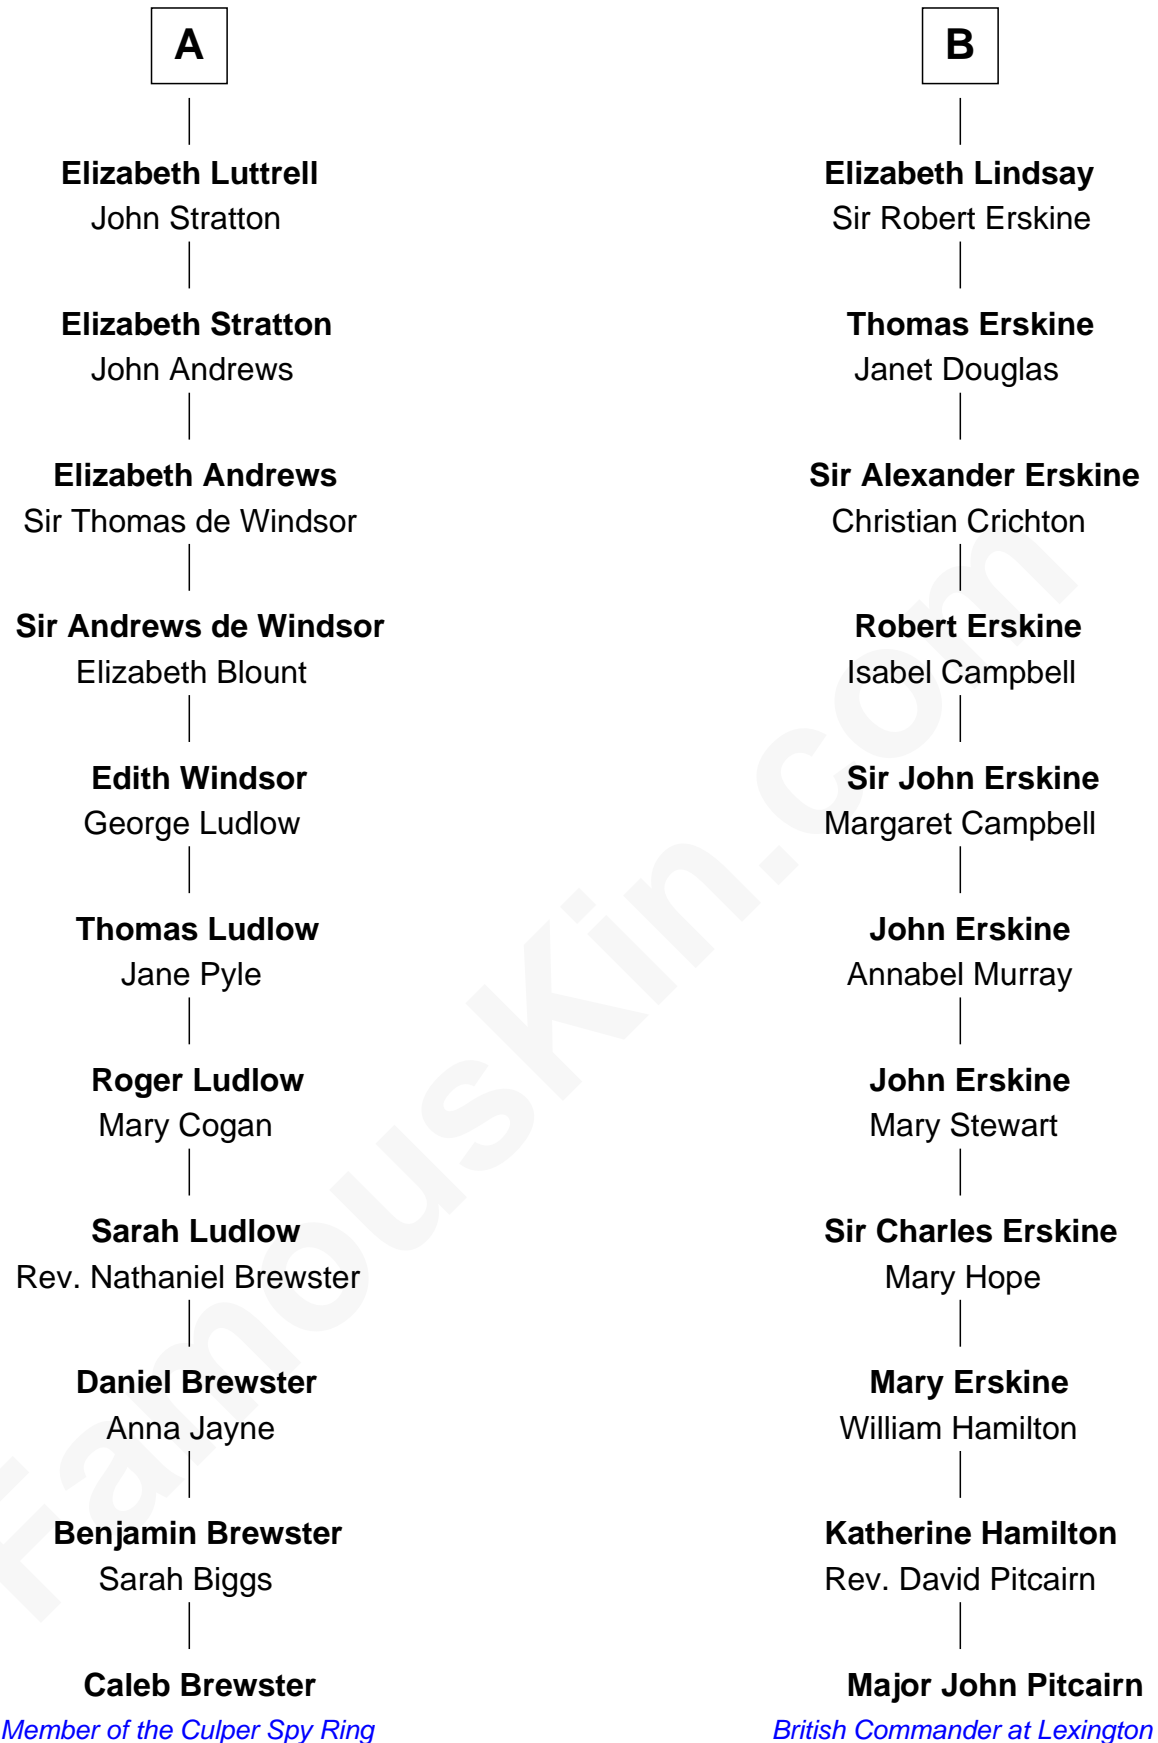 A
Elizabeth Luttrell
John Stratton
Elizabeth Stratton
John Andrews
Elizabeth Andrews
Sir Thomas de Windsor
Sir Andrews de Windsor
Elizabeth Blount
Edith Windsor
George Ludlow
Thomas Ludlow
Jane Pyle
Roger Ludlow
Mary Cogan
Sarah Ludlow
Rev. Nathaniel Brewster
Daniel Brewster
Anna Jayne
Benjamin Brewster
Sarah Biggs
Caleb Brewster
Member of the Culper Spy Ring
B
Elizabeth Lindsay
Sir Robert Erskine
Thomas Erskine
Janet Douglas
Sir Alexander Erskine
Christian Crichton
Robert Erskine
Isabel Campbell
Sir John Erskine
Margaret Campbell
John Erskine
Annabel Murray
John Erskine
Mary Stewart
Sir Charles Erskine
Mary Hope
Mary Erskine
William Hamilton
Katherine Hamilton
Rev. David Pitcairn
Major John Pitcairn
British Commander at Lexington
FamousKin.com